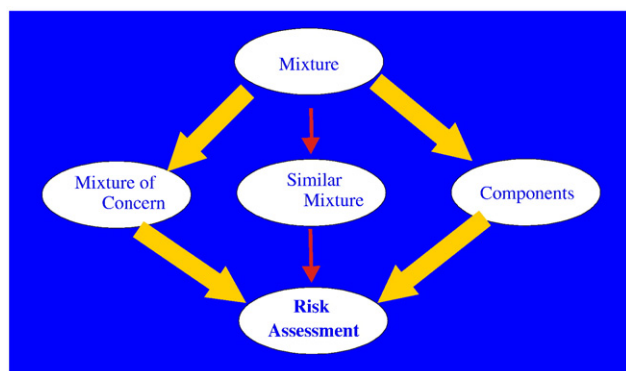 Mixture
Mixture of
Concern
Similar
Mixture
Components
Risk
Assessment